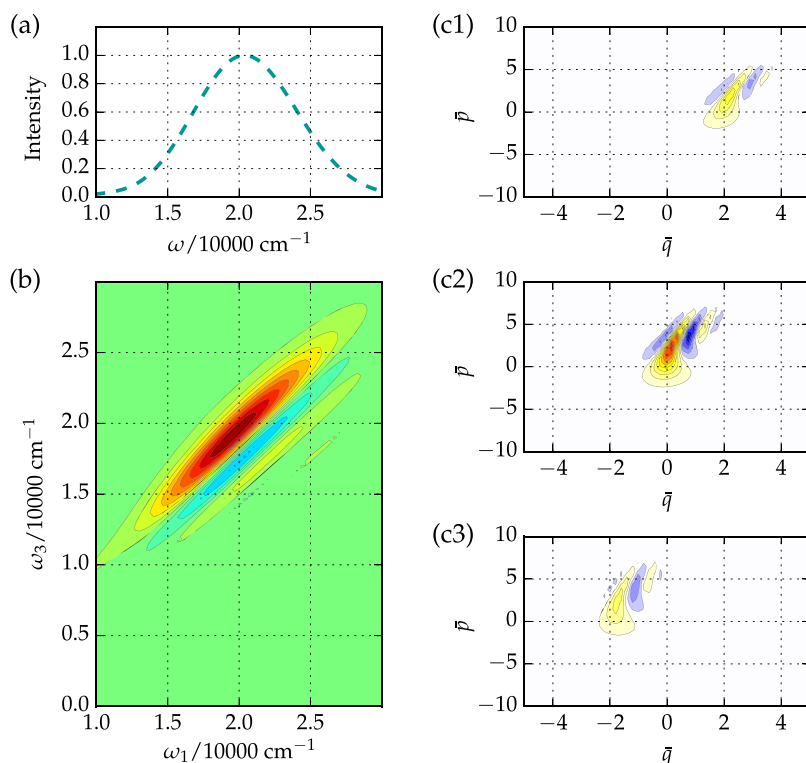 (a)
Intensity
1.0
0.8
0.6
0.4
0.2
0.0
1.0 1.5 2.0 2.5
ω/10000 cm⁻¹
(b)
ω₃/10000 cm⁻¹
2.5
2.0
1.5
1.0
0.5
0.0
1.0 1.5 2.0 2.5
ω₁/10000 cm⁻¹
(c1)
p̄
10
5
0
−5
−10
−4 −2 0 2 4
q̄
(c2)
p̄
10
5
0
−5
−10
−4 −2 0 2 4
q̄
(c3)
p̄
10
5
0
−5
−10
−4 −2 0 2 4
q̄